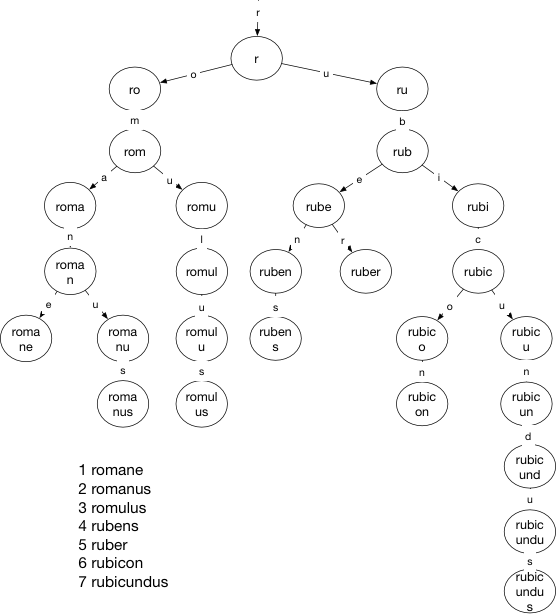 r
r
o u
ro ru
m b
rom rub
a u e i
roma romu rube rubi
n l n r c
roma
n
romul ruben ruber rubic
e u u s o u
roma
ne
roma
nu
romul
u
ruben
s
rubic
o
rubic
u
s s n n
roma
nus
romul
us
rubic
on
rubic
un
d
rubic
und
u
rubic
undu
s
rubic
undu
s
1 romane
2 romanus
3 romulus
4 rubens
5 ruber
6 rubicon
7 rubicundus